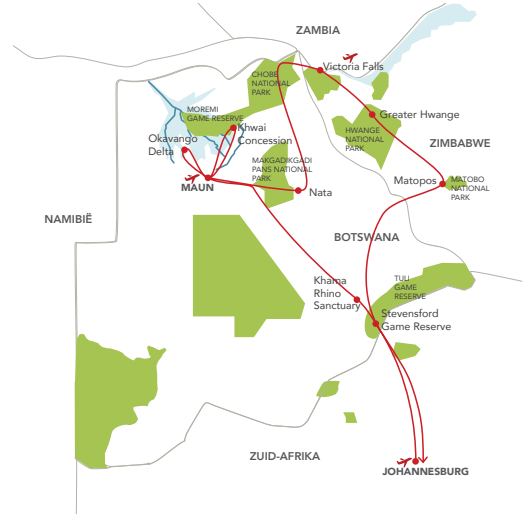 ZAMBIA
Victoria Falls
CHOBE
NATIONAL
PARK
MOREMI
GAME RESERVE
Greater Hwange
Khwai
Concession
Okavango
Delta
HWANGE
NATIONAL
PARK
ZIMBABWE
MAKGADIKGADI
PANS NATIONAL
PARK
MAUN
Matopos
MATOBO
NATIONAL
PARK
Nata
NAMIBIË
BOTSWANA
Khama
Rhino
Sanctuary
TULI
GAME
RESERVE
Stevensford
Game Reserve
ZUID-AFRIKA
JOHANNESBURG